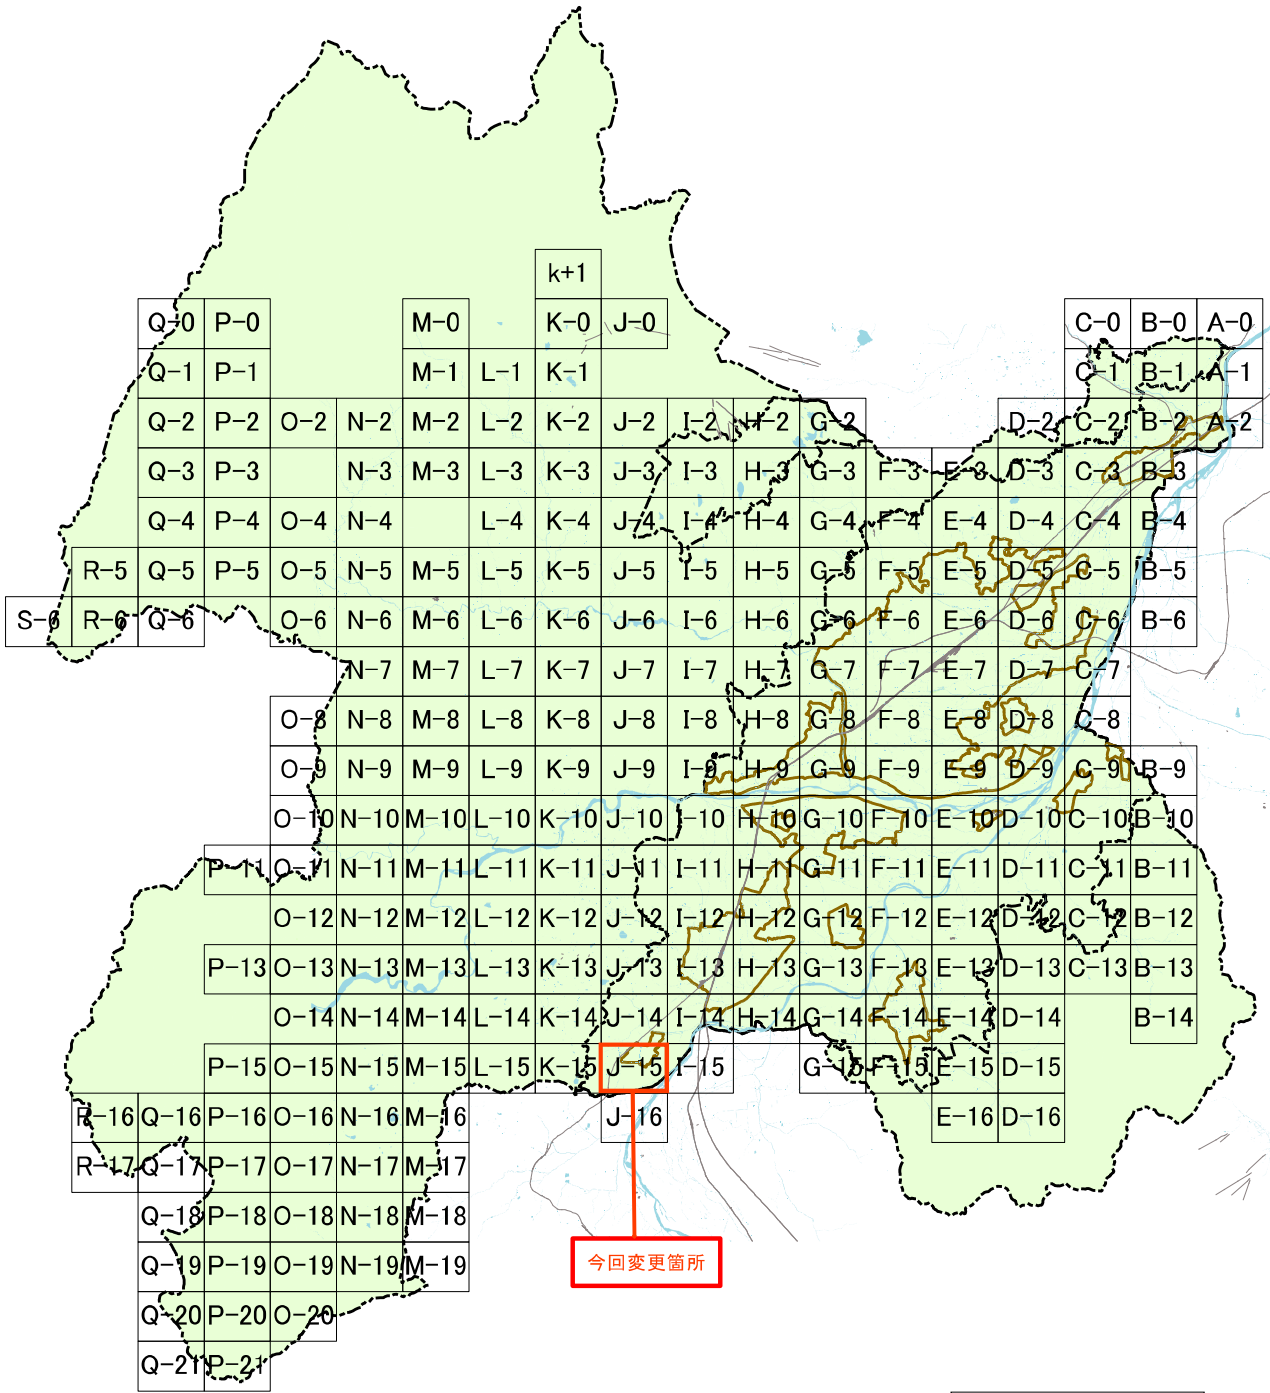 k+1
Q-0 P-0 M-0 K-0 J-0 C-0 B-0 A-0
Q-1 P-1 M-1 L-1 K-1 C-1 B-1 A-1
Q-2 P-2 O-2 N-2 M-2 L-2 K-2 J-2 I-2 H-2 G-2 D-2 C-2 B-2 A-2
Q-3 P-3 N-3 M-3 L-3 K-3 J-3 I-3 H-3 G-3 F-3 E-3 D-3 C-3 B-3
Q-4 P-4 O-4 N-4 L-4 K-4 J-4 I-4 H-4 G-4 F-4 E-4 D-4 C-4 B-4
R-5 Q-5 P-5 O-5 N-5 M-5 L-5 K-5 J-5 I-5 H-5 G-5 F-5 E-5 D-5 C-5 B-5
S-6 R-6 Q-6 O-6 N-6 M-6 L-6 K-6 J-6 I-6 H-6 G-6 F-6 E-6 D-6 C-6 B-6
N-7 M-7 L-7 K-7 J-7 I-7 H-7 G-7 F-7 E-7 D-7 C-7
O-8 N-8 M-8 L-8 K-8 J-8 I-8 H-8 G-8 F-8 E-8 D-8 C-8
O-9 N-9 M-9 L-9 K-9 J-9 I-9 H-9 G-9 F-9 E-9 D-9 C-9 B-9
O-10 N-10 M-10 L-10 K-10 J-10 I-10 H-10 G-10 F-10 E-10 D-10 C-10 B-10
P-11 O-11 N-11 M-11 L-11 K-11 J-11 I-11 H-11 G-11 F-11 E-11 D-11 C-11 B-11
O-12 N-12 M-12 L-12 K-12 J-12 I-12 H-12 G-12 F-12 E-12 D-12 C-12 B-12
P-13 O-13 N-13 M-13 L-13 K-13 J-13 I-13 H-13 G-13 F-13 E-13 D-13 C-13 B-13
O-14 N-14 M-14 L-14 K-14 J-14 I-14 H-14 G-14 F-14 E-14 D-14 B-14
P-15 O-15 N-15 M-15 L-15 K-15 J-15 I-15 G-15 F-15 E-15 D-15
R-16 Q-16 P-16 O-16 N-16 M-16 J-16 E-16 D-16
R-17 Q-17 P-17 O-17 N-17 M-17
Q-18 P-18 O-18 N-18 M-18
Q-19 P-19 O-19 N-19 M-19
今回変更箇所
Q-20 P-20 O-20
Q-21 P-21